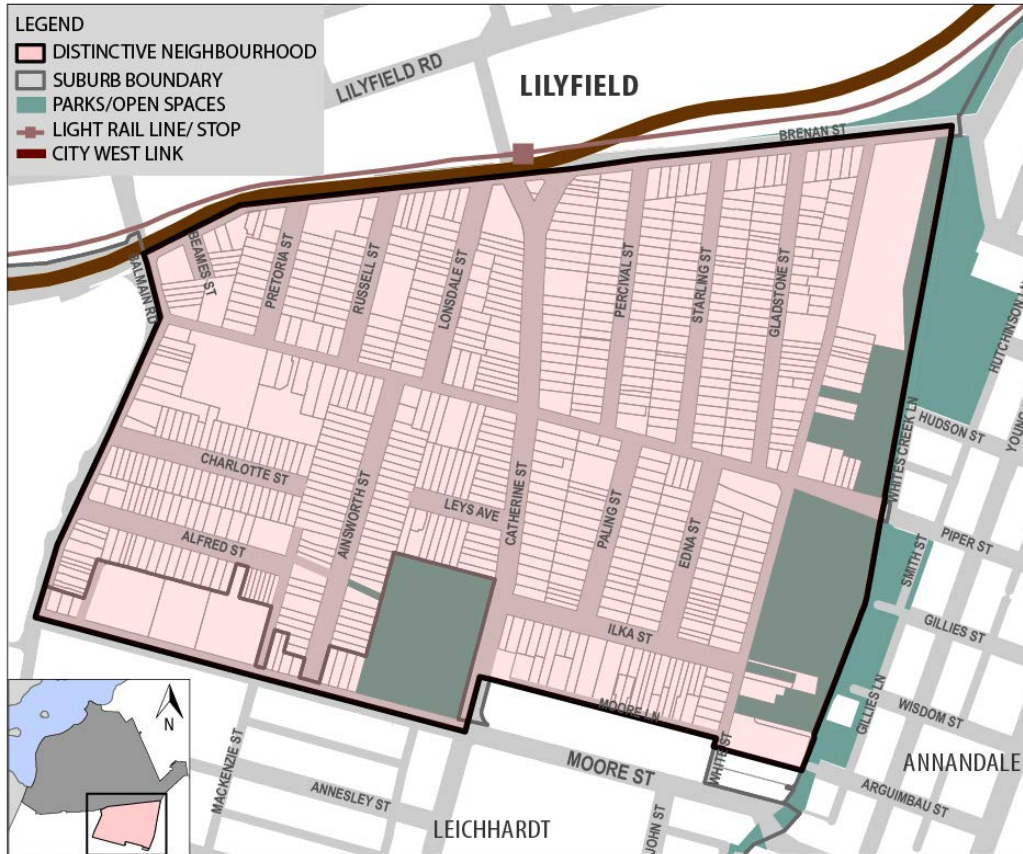 LEGEND
DISTINCTIVE NEIGHBOURHOOD
SUBURB BOUNDARY
PARKS/OPEN SPACES
LIGHT RAIL LINE/ STOP
CITY WEST LINK
LILYFIELD RD
LILYFIELD
BRENAN ST
BALMAIN RD
BEAMES ST
PRETORIA ST
RUSSELL ST
LONSDALE ST
PERCIVAL ST
STARLING ST
GLADSTONE ST
HUTCHINSON LN
HUDSON ST
YOUNG
WHITES CREEK LN
CHARLOTTE ST
AINSWORTH ST
LEYS AVE
CATHERINE ST
PALING ST
EDNA ST
ALFRED ST
PIPER ST
SMITH ST
GILLIES ST
ILKA ST
MOORE LN
GILLIES LN
WISDOM ST
WHITE ST
N
MACKENZIE ST
MOORE ST
ANNANDALE
ANNESLEY ST
ARGUIMBAU ST
LEICHHARDT
JOHN ST